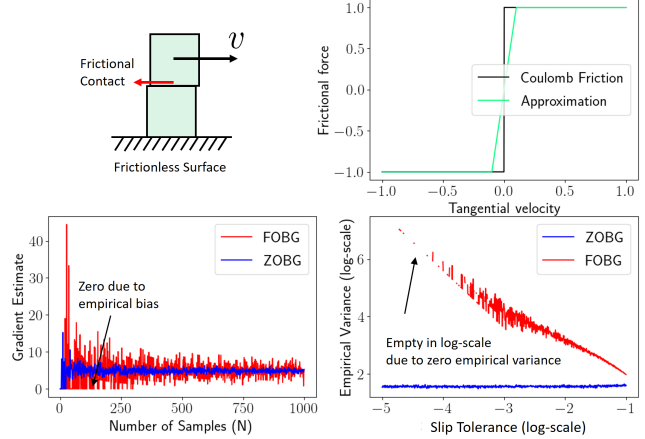 v
Frictional
Contact
Frictionless Surface
Frictional force
1.0
0.5
0.0
−0.5
−1.0
Coulomb Friction
Approximation
−1.0
−0.5
0.0
0.5
1.0
Tangential velocity
Gradient Estimate
40
30
20
10
0
FOBG
ZOBG
Zero due to
empirical bias
0
250
500
750
1000
Number of Samples (N)
Empirical Variance (log-scale)
6
4
2
ZOBG
FOBG
Empty in log-scale
due to zero empirical variance
−5
−4
−3
−2
−1
Slip Tolerance (log-scale)